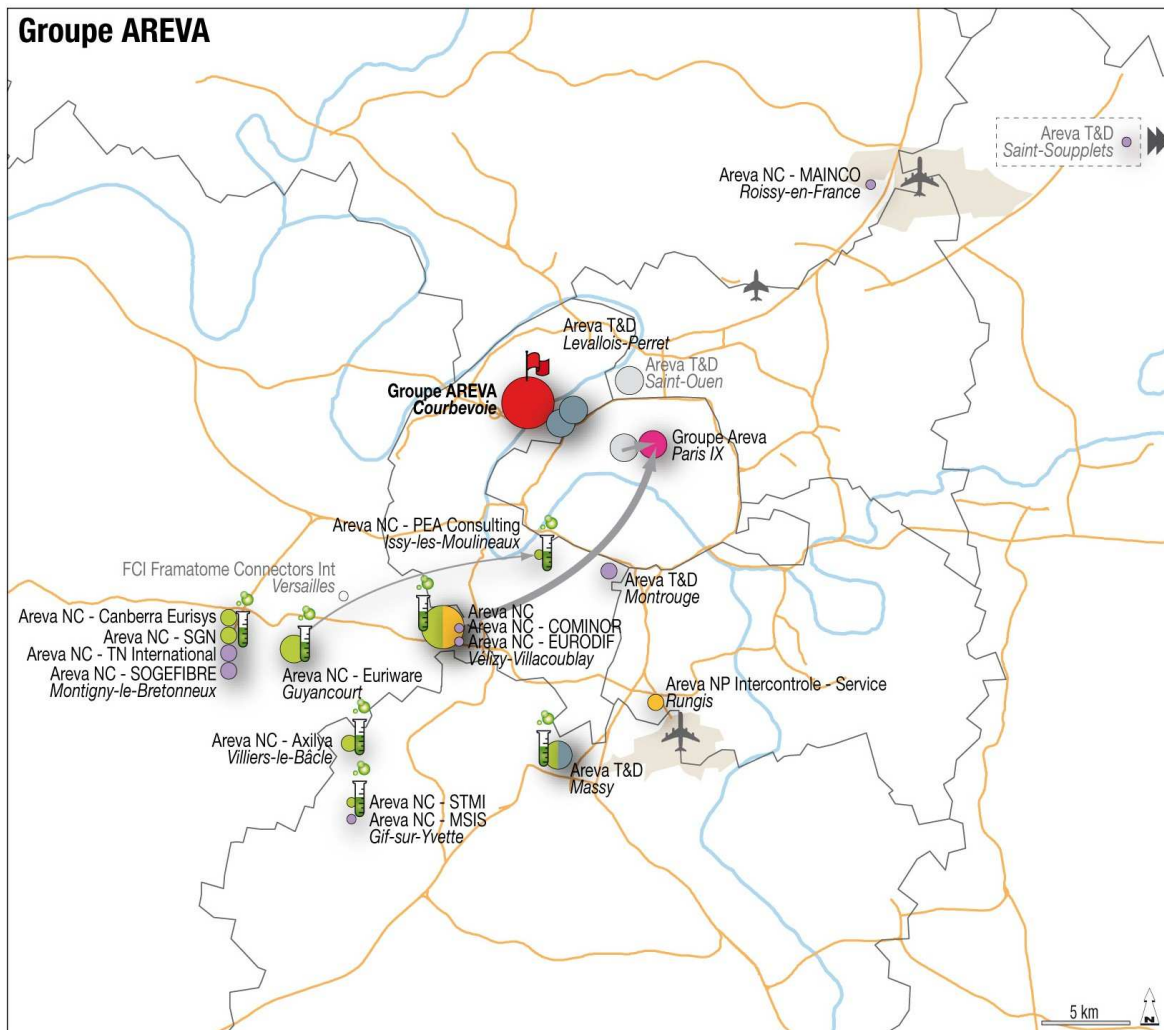 Groupe AREVA
Areva T&D
Saint-Soupplets
Areva NC - MAINCO
Roissy-en-France
Areva T&D
Levallois-Perret
Areva T&D
Saint-Ouen
Groupe AREVA
Courbevoie
Groupe Areva
Paris IX
Areva NC - PEA Consulting
Issy-les-Moulineaux
FCI Framatome Connectors Int
Versailles
Areva T&D
Montrouge
Areva NC
Areva NC - COMINOR
Areva NC - EURODIF
Vélizy-Villacoublay
Areva NC - Canberra Eurisys
Areva NC - SGN
Areva NC - TN International
Areva NC - SOGEFIBRE
Montigny-le-Bretonneux
Areva NC - Euriware
Guyancourt
Areva NP Intercontrole - Service
Rungis
Areva NC - Axilya
Villiers-le-Bâcle
Areva T&D
Massy
Areva NC - STMI
Areva NC - MSIS
Gif-sur-Yvette
5 km
N